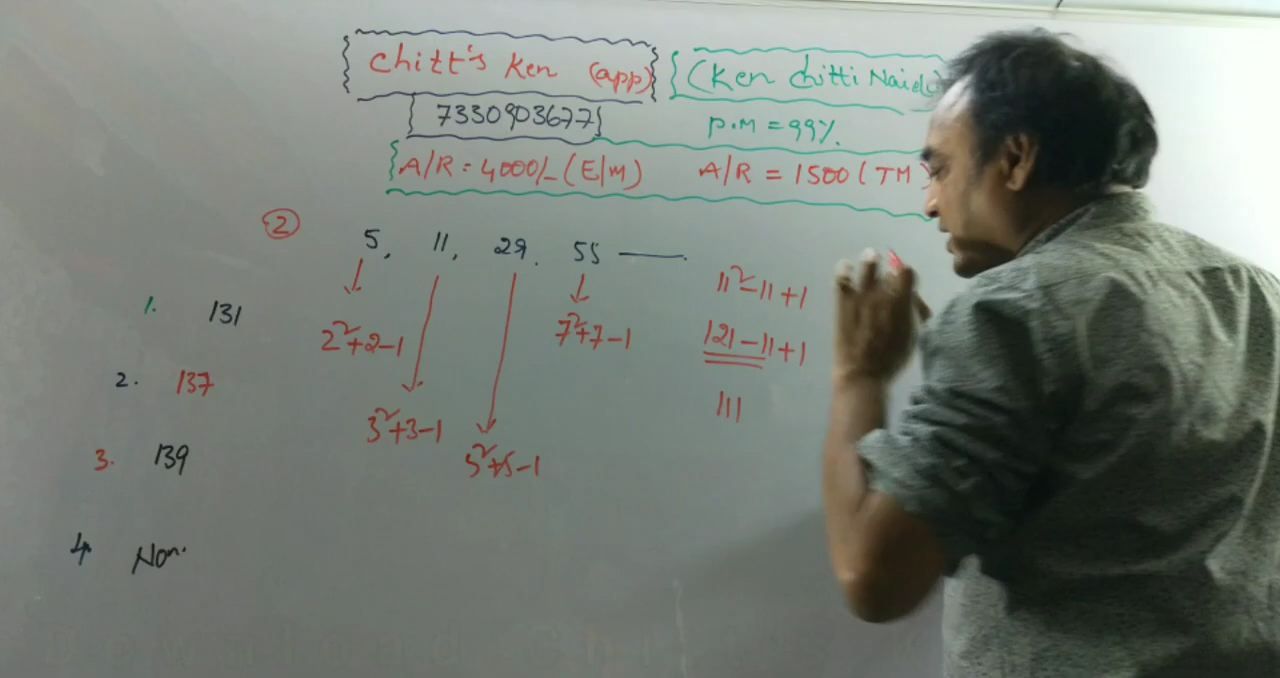 Chitt's Ken (app)
(Ken Chitti Naidu
7330903677
P.M = 99%
A/R = 4000/- (E/M)
A/R = 1500 (TM
②
5, 11, 29, 55
1. 131
2. 137
3. 139
4 Non.
2²+2-1
3²+3-1
5²+5-1
7²+7-1
11²-11+1
121-11+1
111